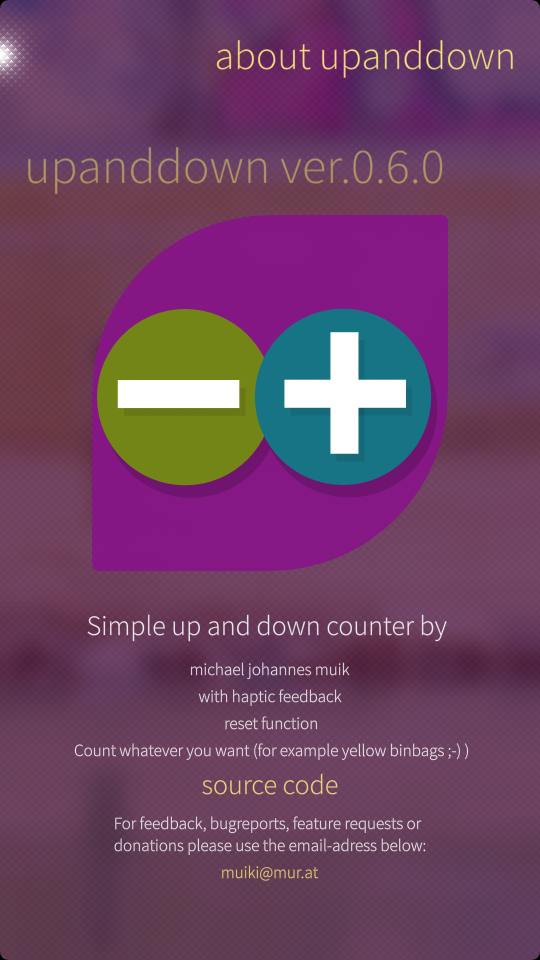 about upanddown
upanddown ver.0.6.0
Simple up and down counter by
michael johannes muik
with haptic feedback
reset function
Count whatever you want (for example yellow binbags ;-) )
source code
For feedback, bugreports, feature requests or
donations please use the email-adress below:
muiki@mur.at